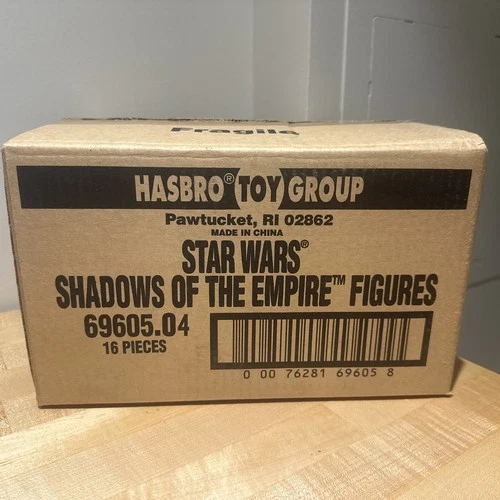 Fragile
HASBRO® TOY GROUP
Pawtucket, RI 02862
MADE IN CHINA
STAR WARS®
SHADOWS OF THE EMPIRE™ FIGURES
69605.04
16 PIECES
0 00 76281 69605 8